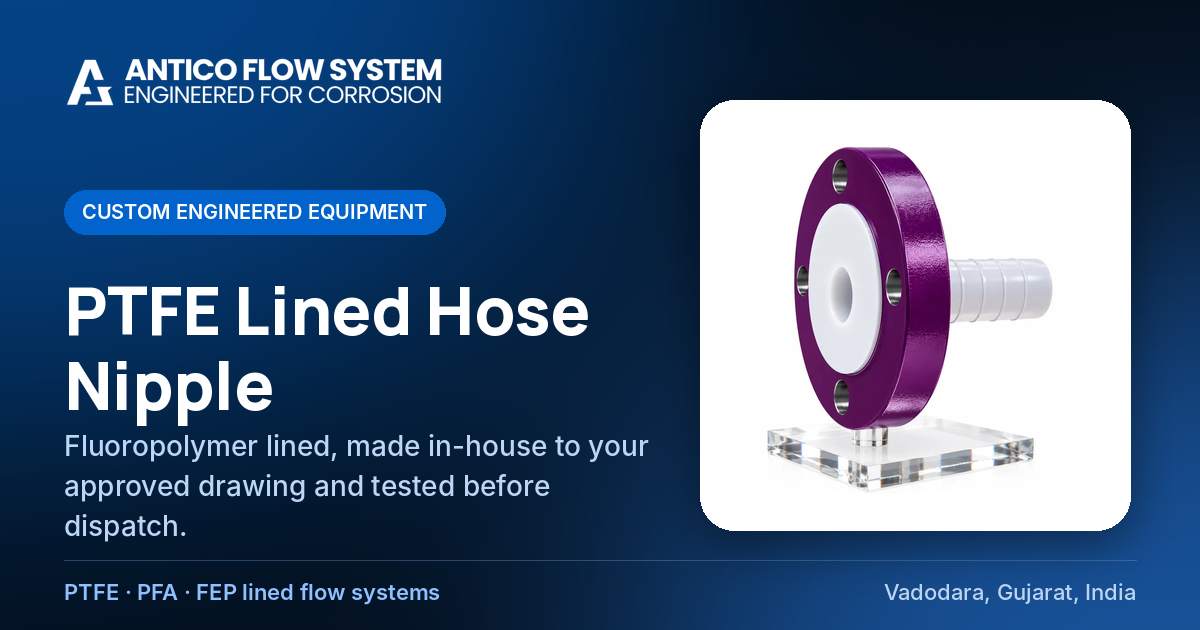 ANTICO FLOW SYSTEM
ENGINEERED FOR CORROSION
CUSTOM ENGINEERED EQUIPMENT
PTFE Lined Hose
Nipple
Fluoropolymer lined, made in-house to your
approved drawing and tested before
dispatch.
PTFE · PFA · FEP lined flow systems
Vadodara, Gujarat, India